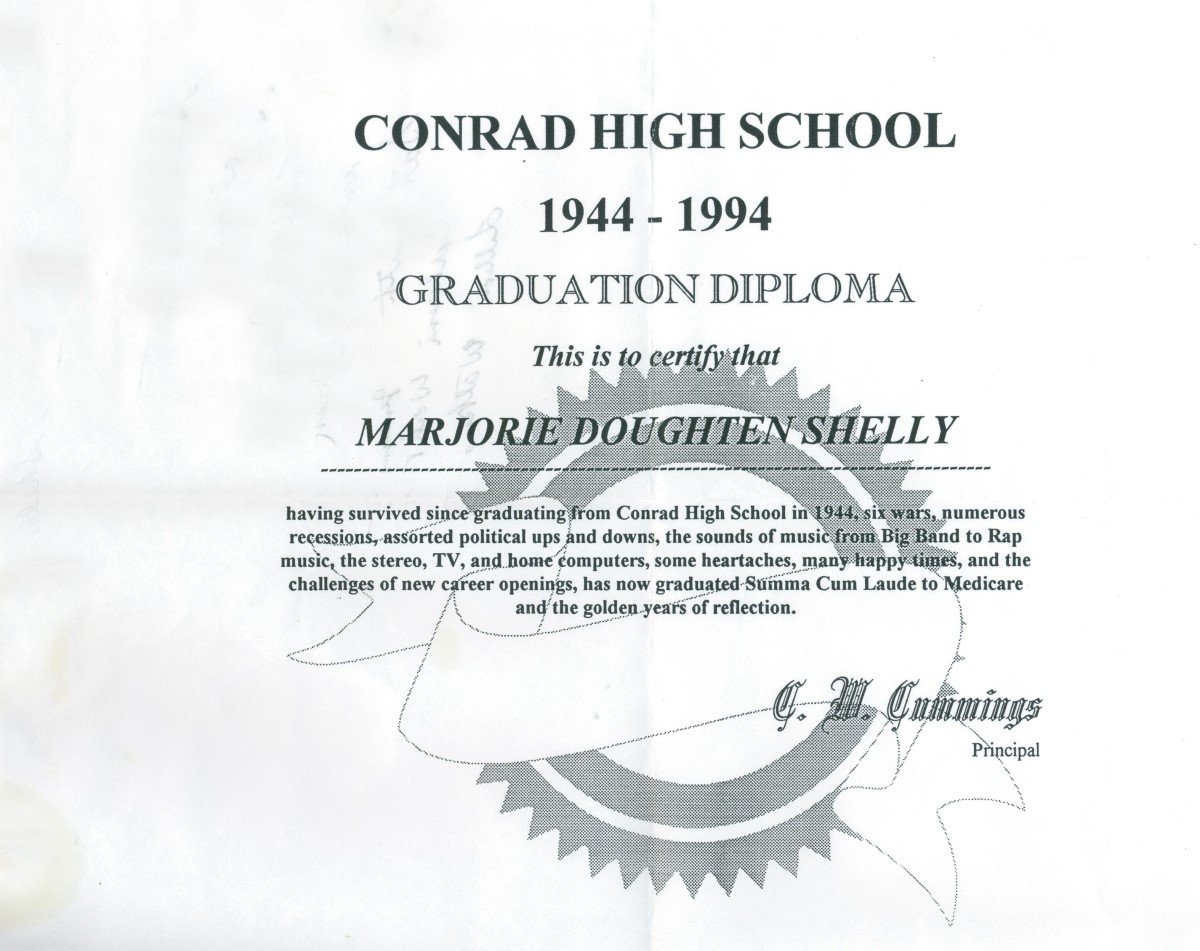 CONRAD HIGH SCHOOL
1944 - 1994
GRADUATION DIPLOMA
This is to certify that
MARJORIE DOUGHTEN SHELLY
having survived since graduating from Conrad High School in 1944, six wars, numerous
recessions, assorted political ups and downs, the sounds of music from Big Band to Rap
music, the stereo, TV, and home computers, some heartaches, many happy times, and the
challenges of new career openings, has now graduated Summa Cum Laude to Medicare
and the golden years of reflection.
C. W. Cummings
Principal